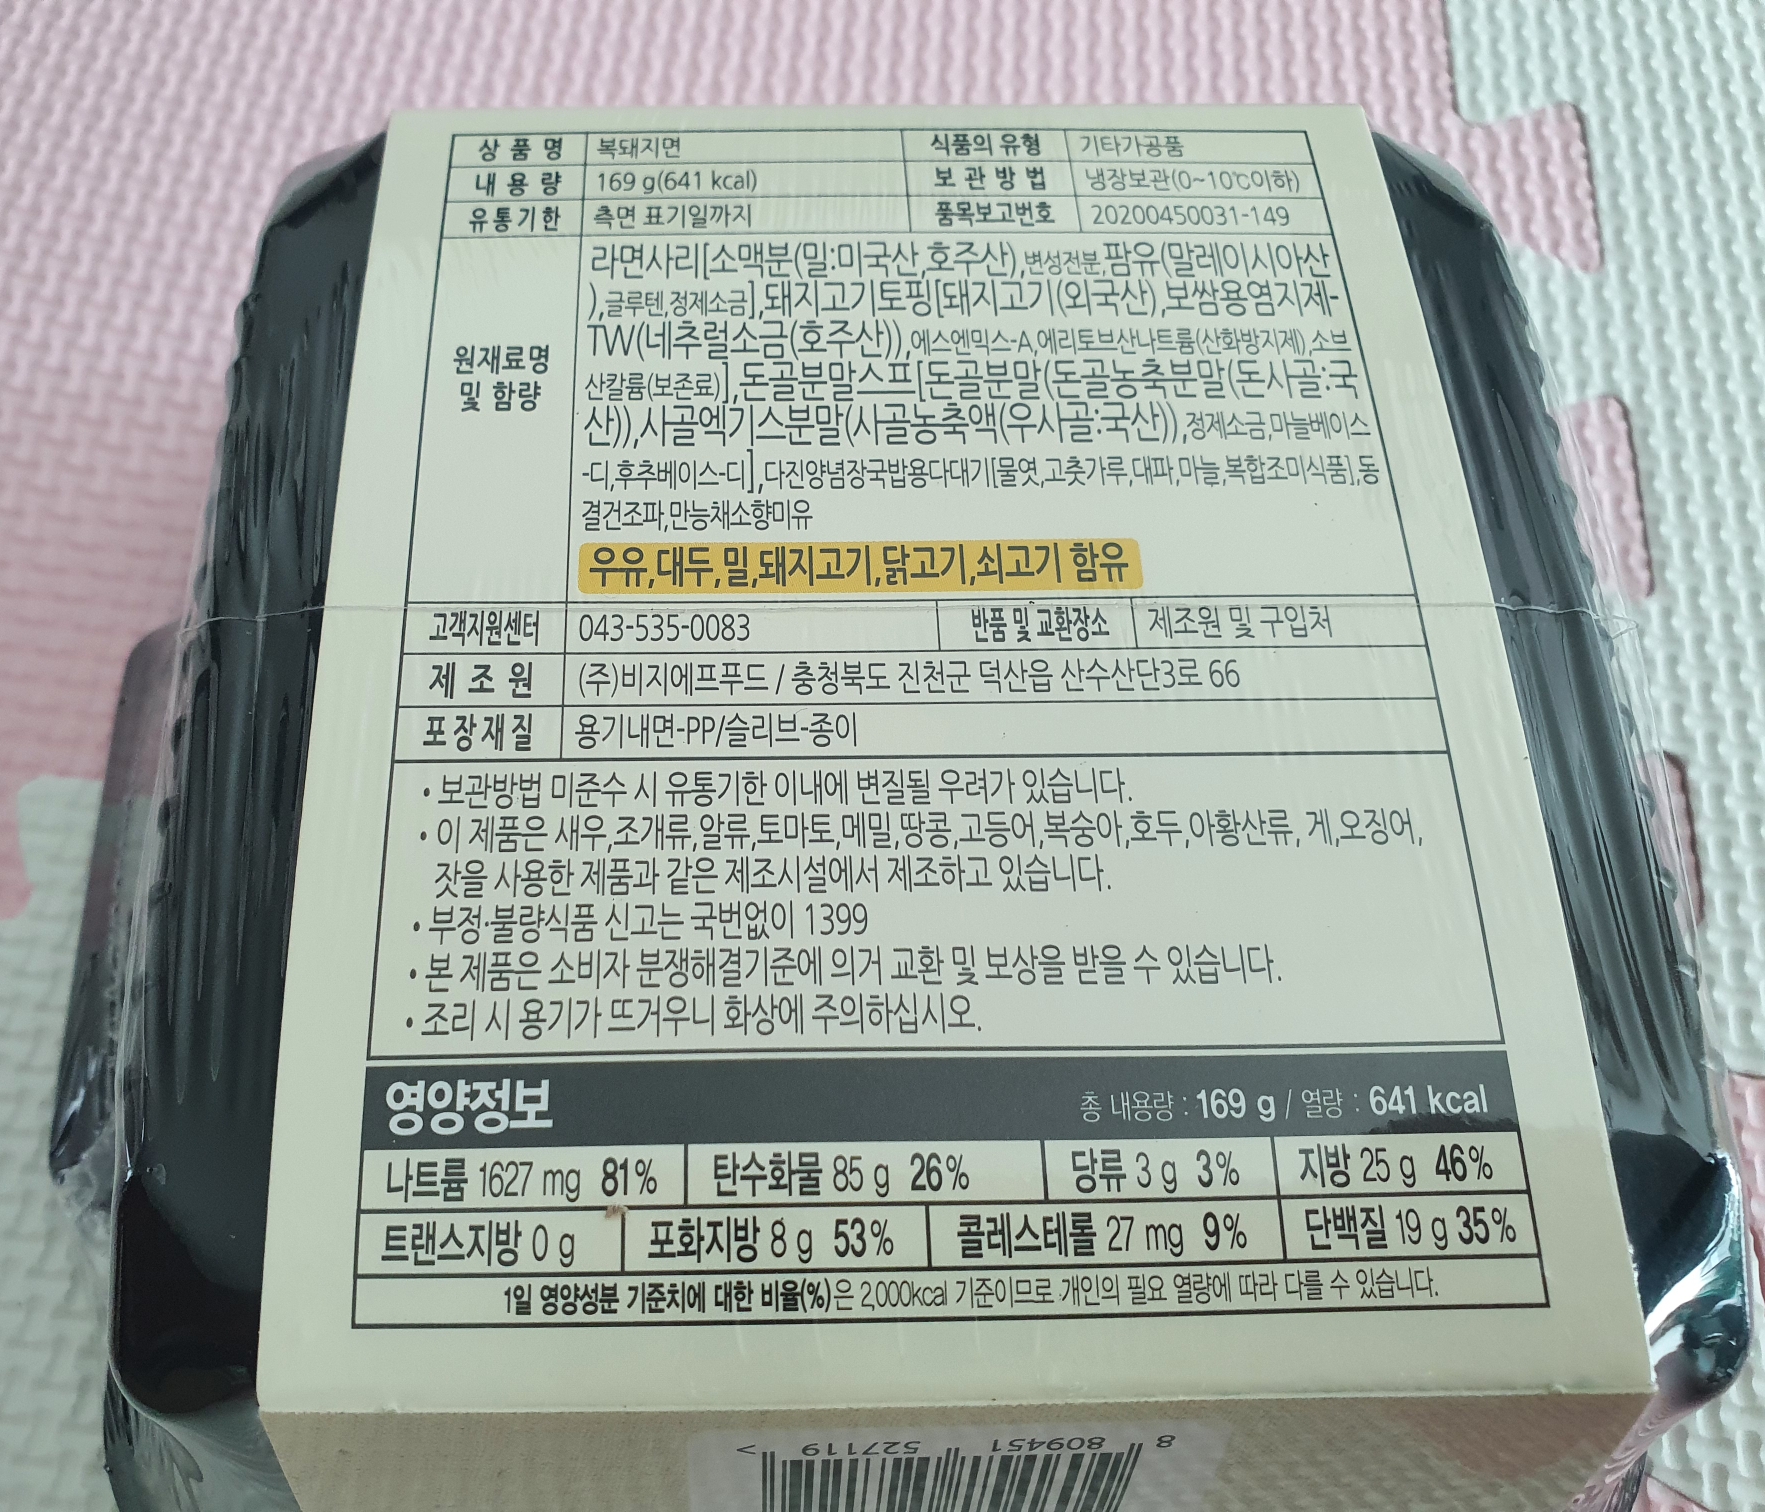 상품명 복돼지면 식품의 유형 기타가공품
내용량 169 g(641 kcal) 보관방법 냉장보관(0~10℃이하)
유통기한 측면 표기일까지 품목보고번호 20200450031-149
원재료명 및 함량
라면사리[소맥분(밀:미국산,호주산),변성전분,팜유(말레이시아산
),글루텐,정제소금],돼지고기토핑[돼지고기(외국산),보쌈용염지제-
TW(네추럴소금(호주산)),에스엔믹스-A,에리토브산나트륨(산화방지제),소브
산칼륨(보존료)],돈골분말스프[돈골분말(돈골농축분말(돈사골:국
산)),사골엑기스분말(사골농축액(우사골:국산)),정제소금,마늘베이스
-디,후추베이스-디],다진양념장국밥용다대기[물엿,고춧가루,대파,마늘,복합조미식품],동
결건조파,만능채소향미유
우유,대두,밀,돼지고기,닭고기,쇠고기 함유
고객지원센터 043-535-0083 반품 및 교환장소 제조원 및 구입처
제조원 (주)비지에프푸드 / 충청북도 진천군 덕산읍 산수산단3로 66
포장재질 용기내면-PP/슬리브-종이
• 보관방법 미준수 시 유통기한 이내에 변질될 우려가 있습니다.
• 이 제품은 새우,조개류,알류,토마토,메밀,땅콩,고등어,복숭아,호두,아황산류, 게,오징어,
잣을 사용한 제품과 같은 제조시설에서 제조하고 있습니다.
• 부정·불량식품 신고는 국번없이 1399
• 본 제품은 소비자 분쟁해결기준에 의거 교환 및 보상을 받을 수 있습니다.
• 조리 시 용기가 뜨거우니 화상에 주의하십시오.
영양정보 총 내용량 : 169 g / 열량 : 641 kcal
나트륨 1627 mg 81% 탄수화물 85 g 26% 당류 3 g 3% 지방 25 g 46%
트랜스지방 0 g 포화지방 8 g 53% 콜레스테롤 27 mg 9% 단백질 19 g 35%
1일 영양성분 기준치에 대한 비율(%)은 2,000kcal 기준이므로 개인의 필요 열량에 따라 다를 수 있습니다.
8 809451 527119 >